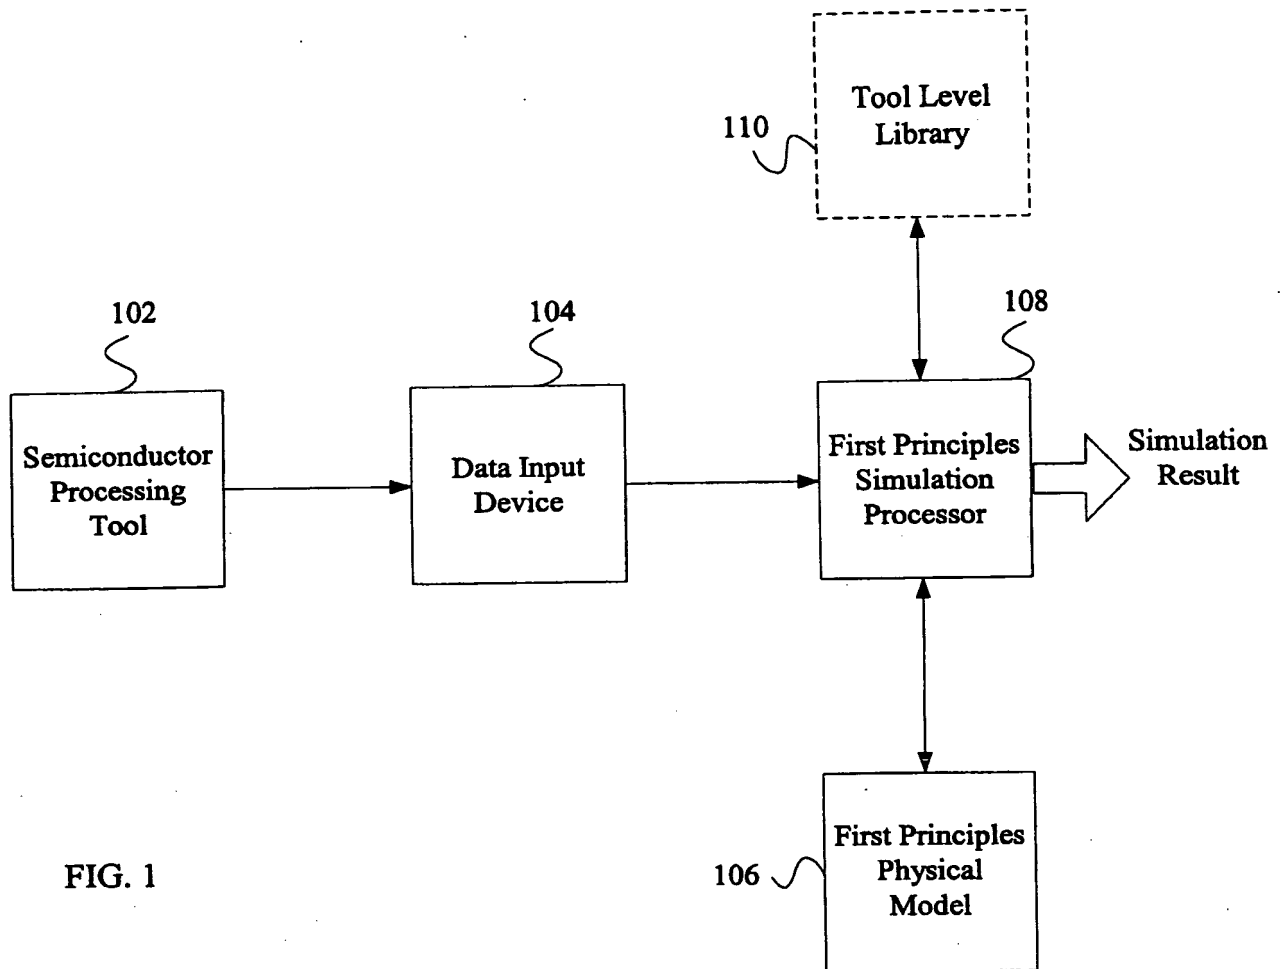 Tool Level
Library
110
102
104
108
Semiconductor
Processing
Tool
Data Input
Device
First Principles
Simulation
Processor
Simulation
Result
First Principles
Physical
Model
106
FIG. 1